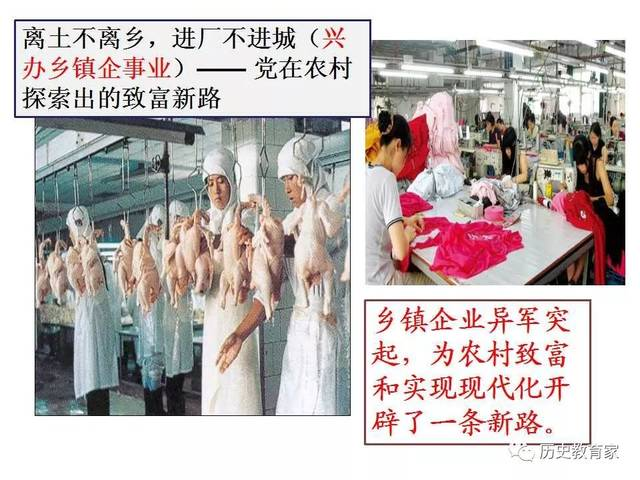 离土不离乡，进厂不进城（兴
办乡镇企事业）—— 党在农村
探索出的致富新路
乡镇企业异军突
起，为农村致富
和实现现代化开
辟了一条新路。
历史教育家